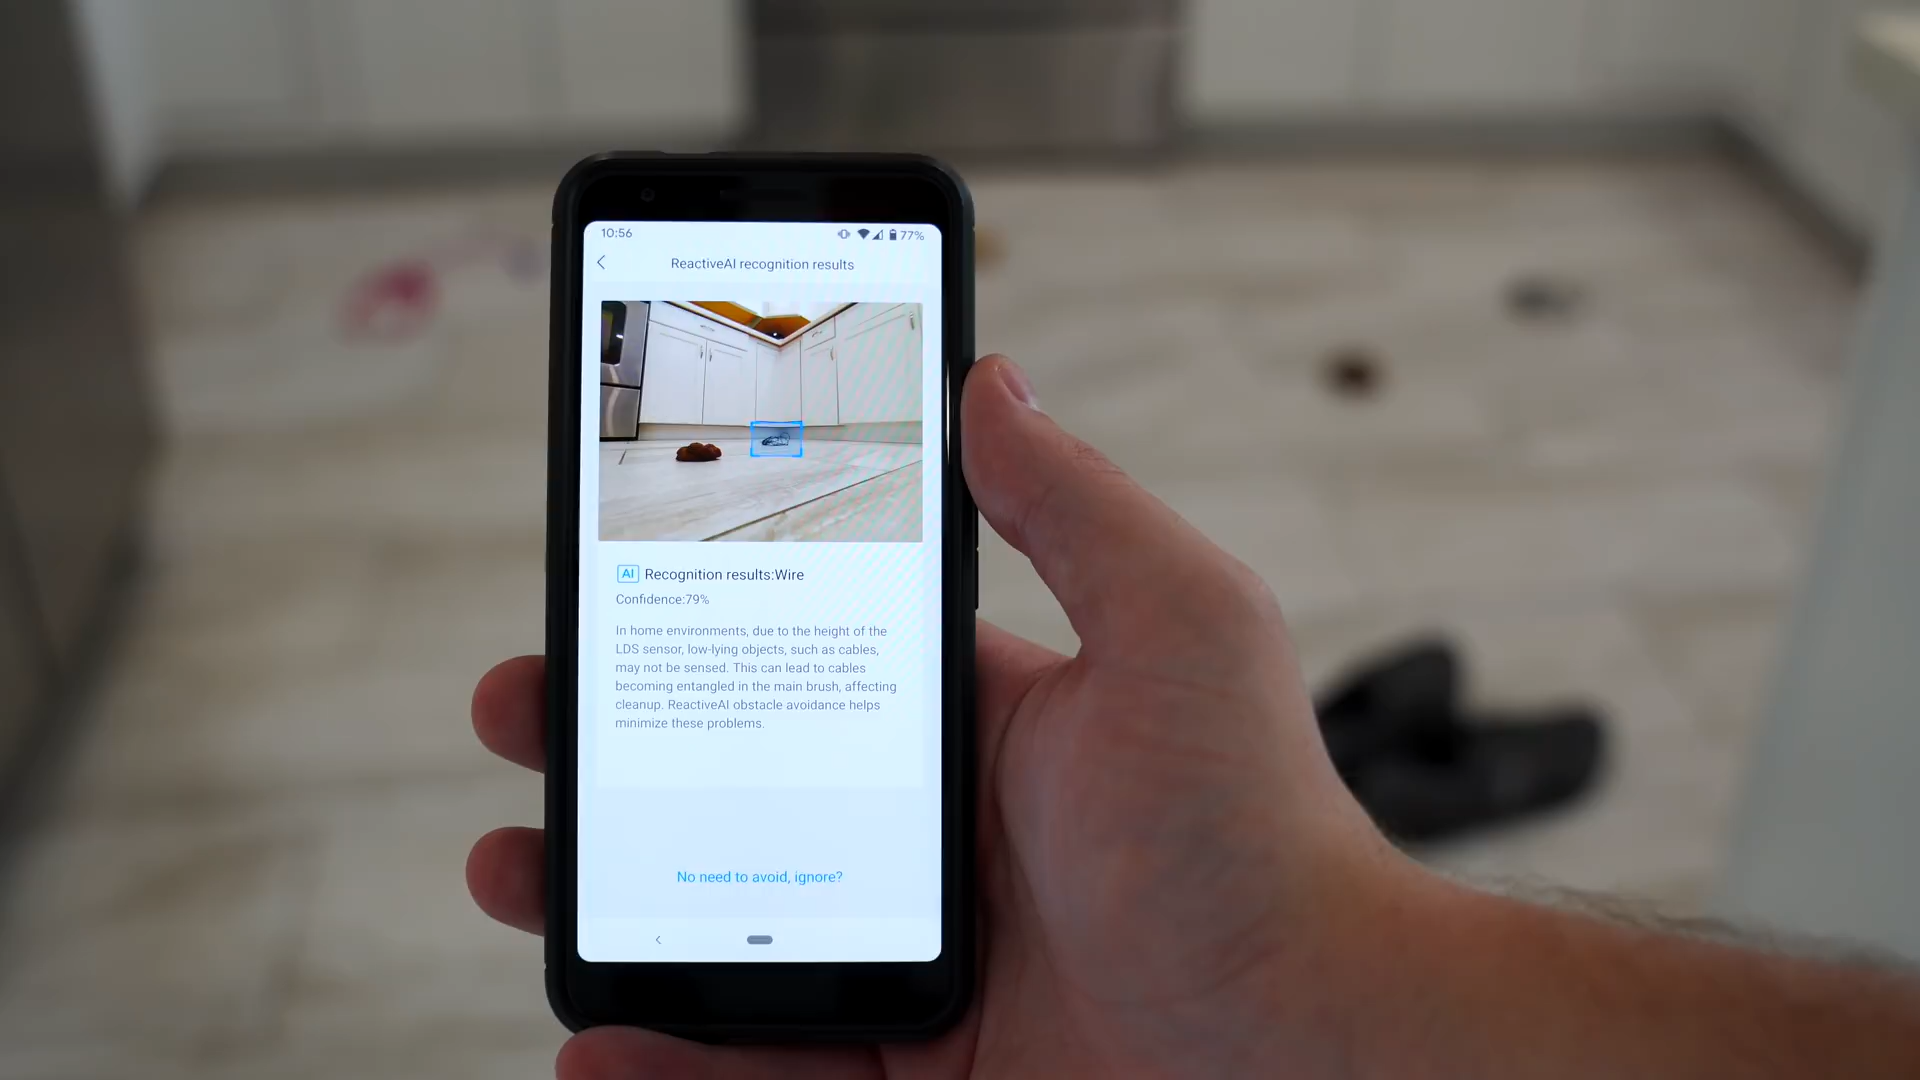 10:56
77%
ReactiveAI recognition results
AI Recognition results:Wire
Confidence:79%
In home environments, due to the height of the
LDS sensor, low-lying objects, such as cables,
may not be sensed. This can lead to cables
becoming entangled in the main brush, affecting
cleanup. ReactiveAI obstacle avoidance helps
minimize these problems.
No need to avoid, ignore?